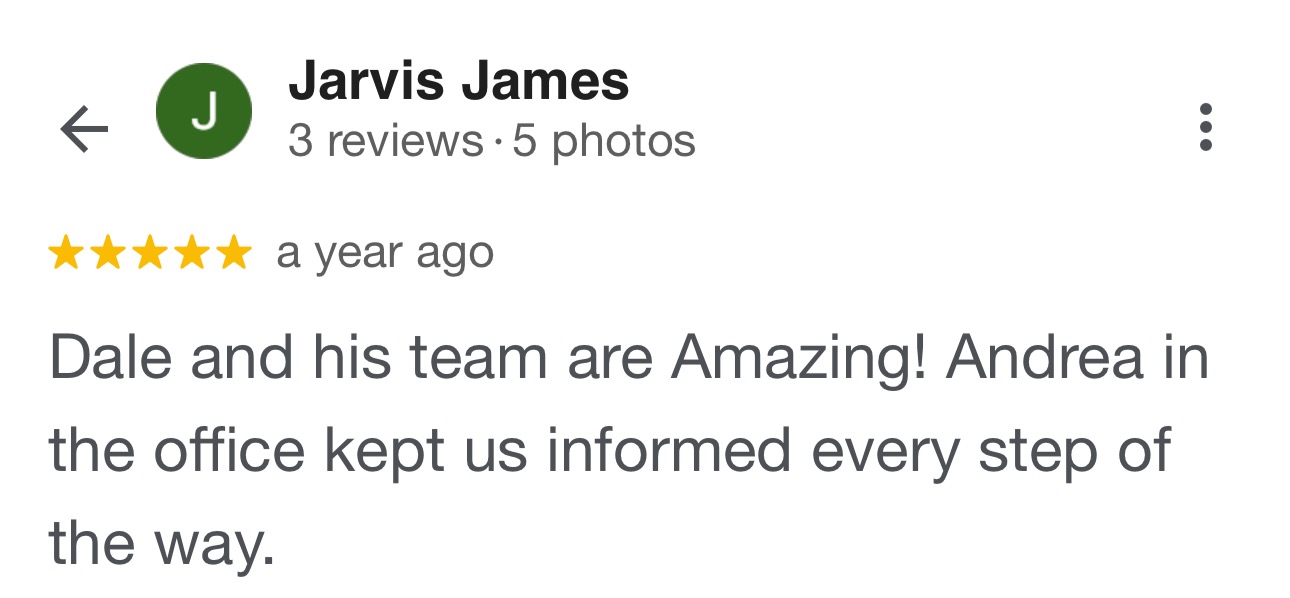 J
Jarvis James
3 reviews · 5 photos
a year ago
Dale and his team are Amazing! Andrea in
the office kept us informed every step of
the way.